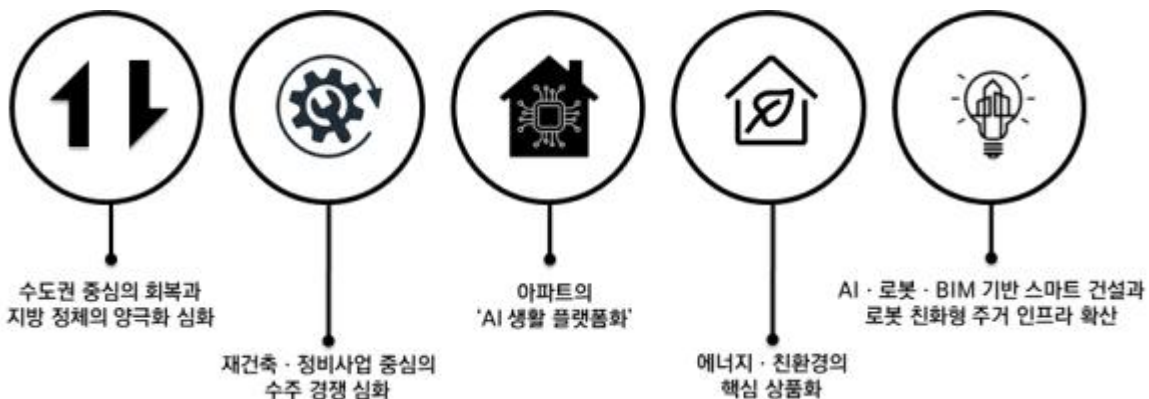 수도권 중심의 회복과
지방 정체의 양극화 심화
재건축 · 정비사업 중심의
수주 경쟁 심화
아파트의
'AI 생활 플랫폼화'
에너지 · 친환경의
핵심 상품화
AI · 로봇 · BIM 기반 스마트 건설과
로봇 친화형 주거 인프라 확산